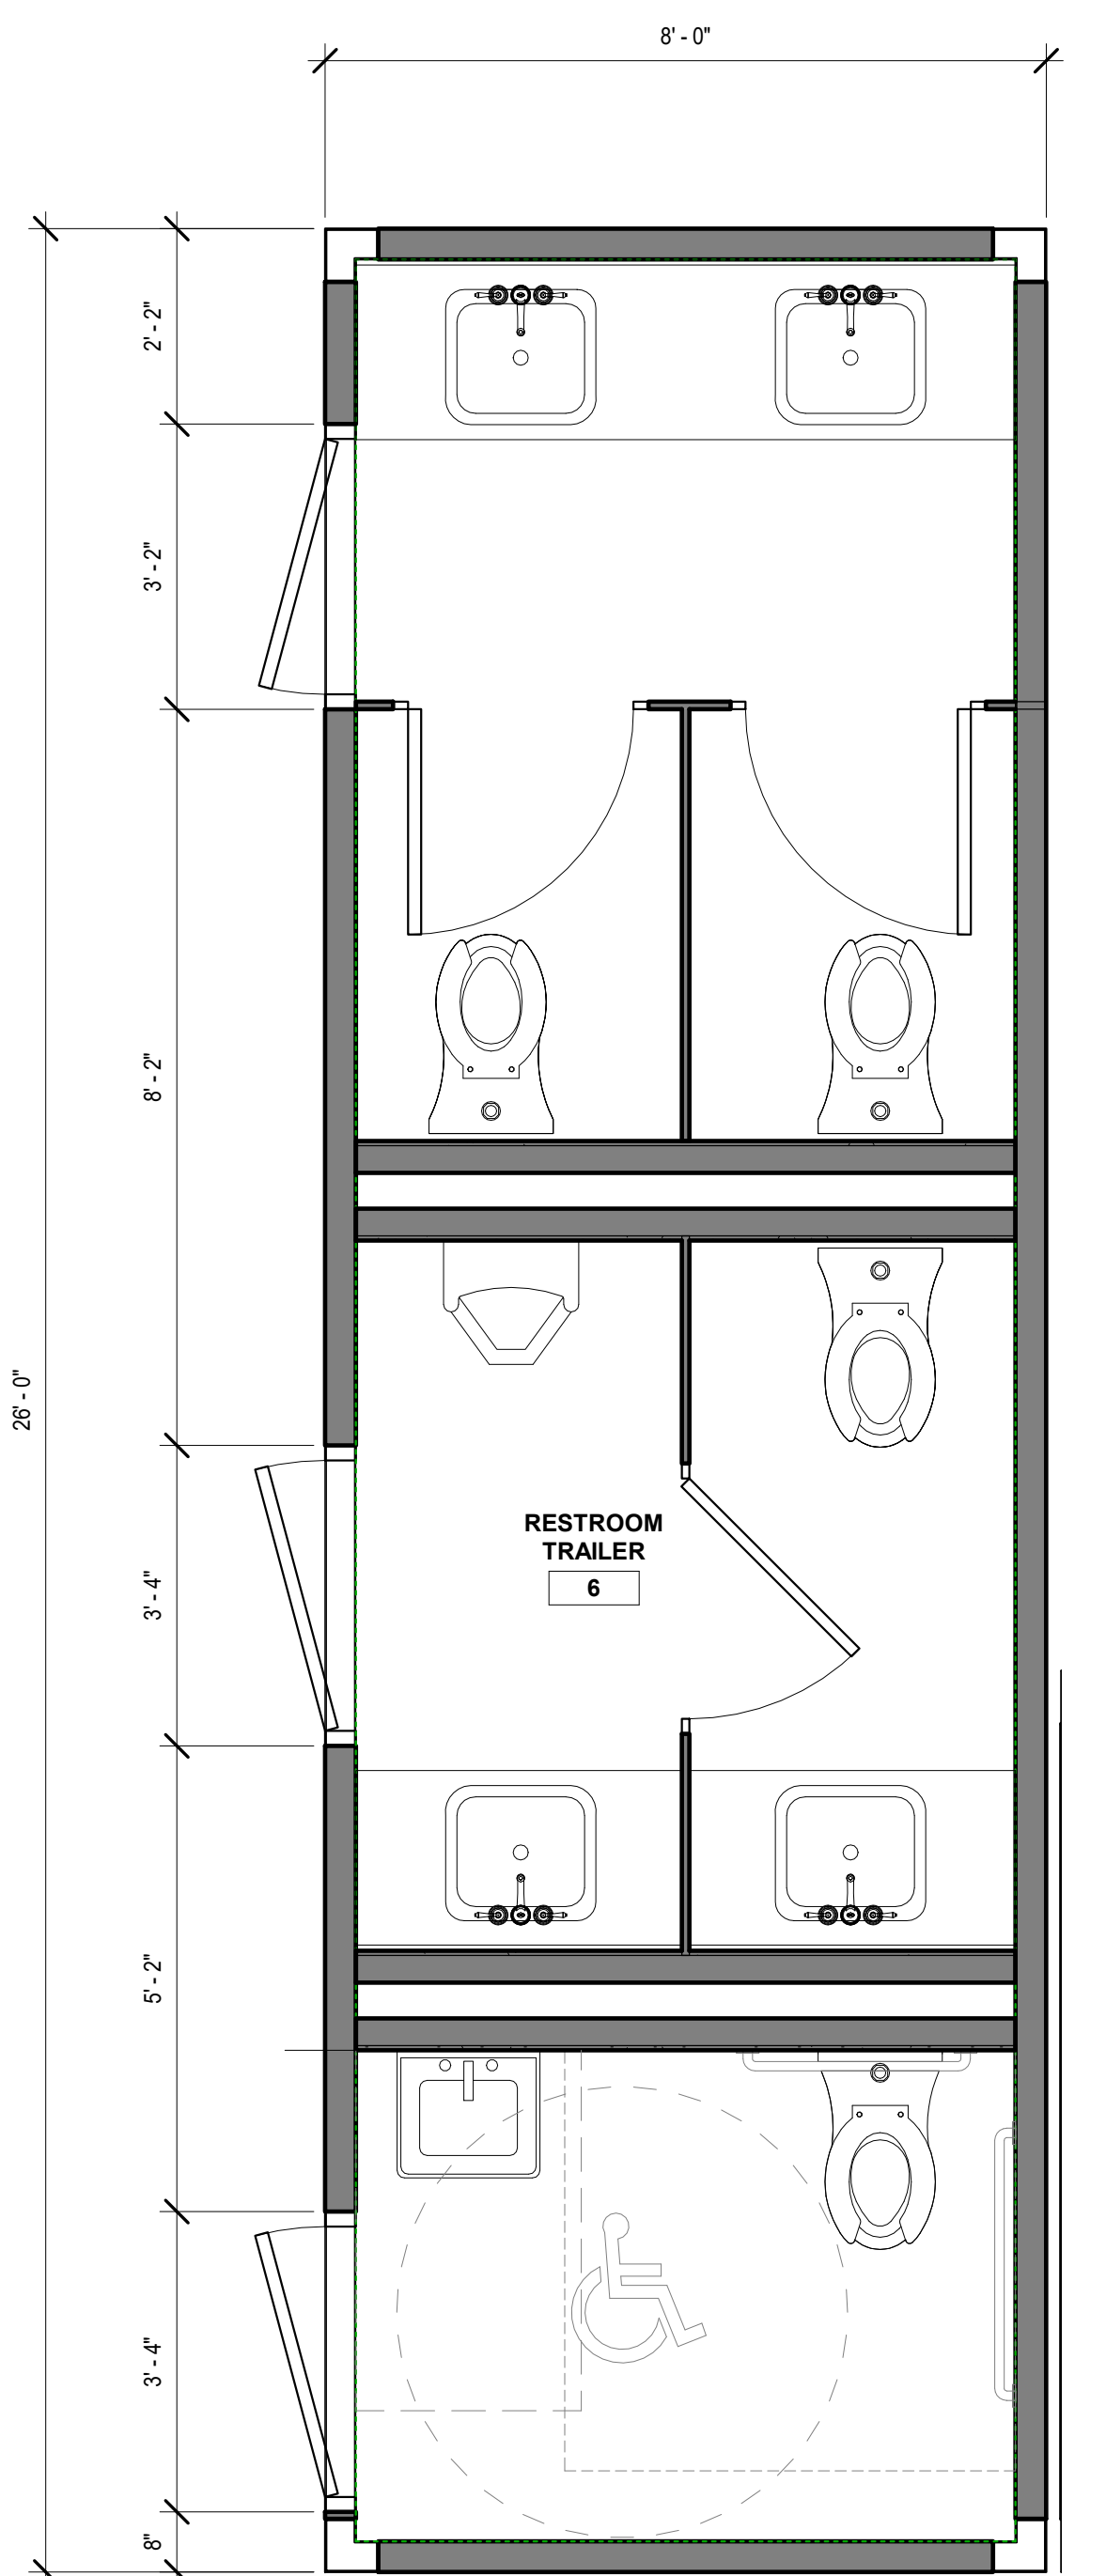 8' - 0"
2' - 2"
3' - 2"
8' - 2"
26' - 0"
3' - 4"
RESTROOM
TRAILER
6
5' - 2"
3' - 4"
8"